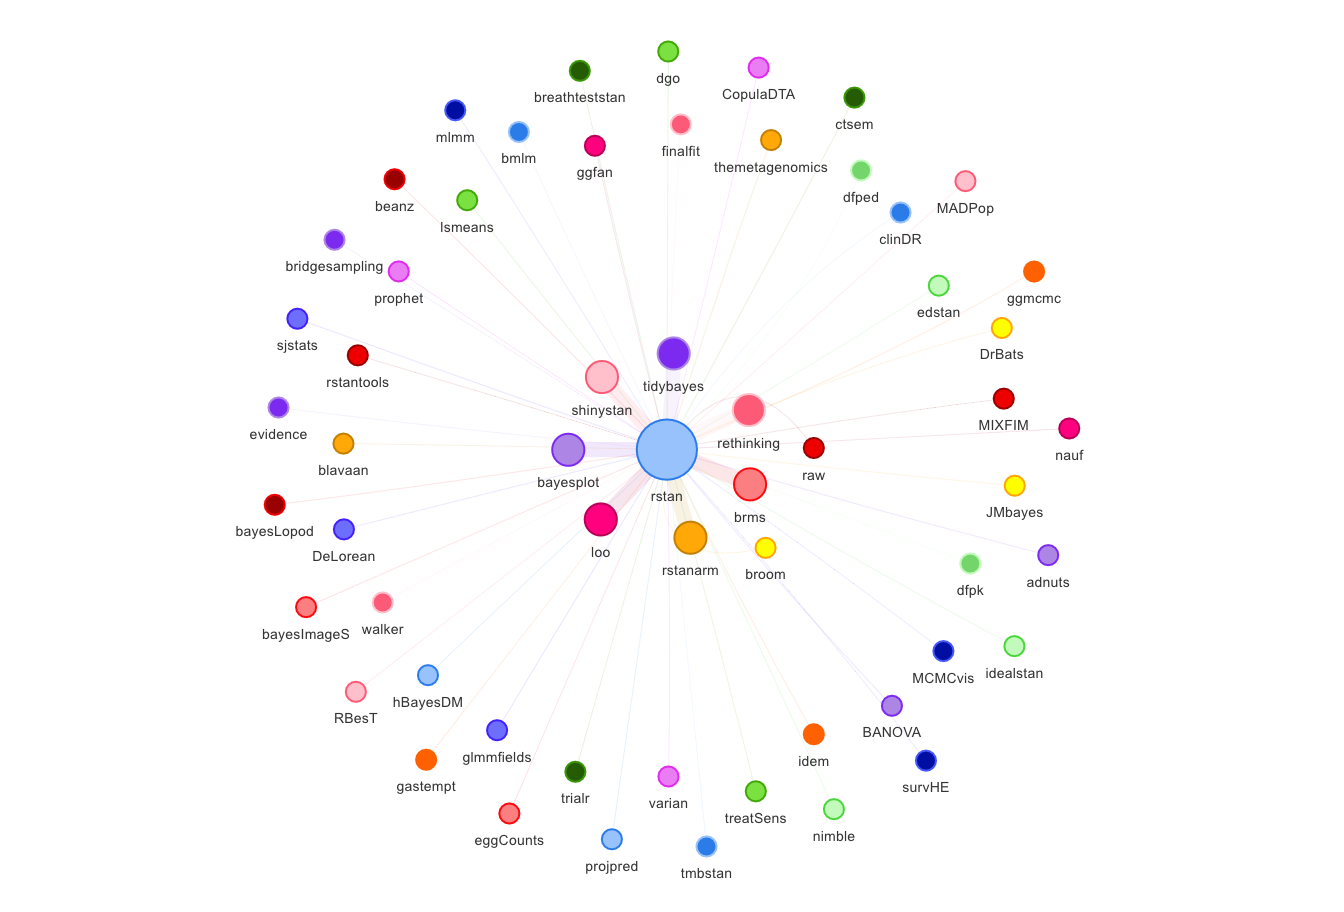 dgo
CopulaDTA
breathteststan
ctsem
mlmm
finalfit
bmlm
themetagenomics
ggfan
dfped
beanz
MADPop
lsmeans
clinDR
bridgesampling
prophet
ggmcmc
edstan
sjstats
DrBats
rstantools
tidybayes
shinystan
MIXFIM
evidence
rethinking
nauf
blavaan
raw
bayesplot
rstan
JMbayes
brms
bayesLopod
DeLorean
loo
rstanarm
broom
adnuts
dfpk
bayesImageS
walker
idealstan
MCMCvis
hBayesDM
RBesT
BANOVA
glmmfields
idem
gastempt
survHE
trialr
varian
treatSens
nimble
eggCounts
projpred
tmbstan